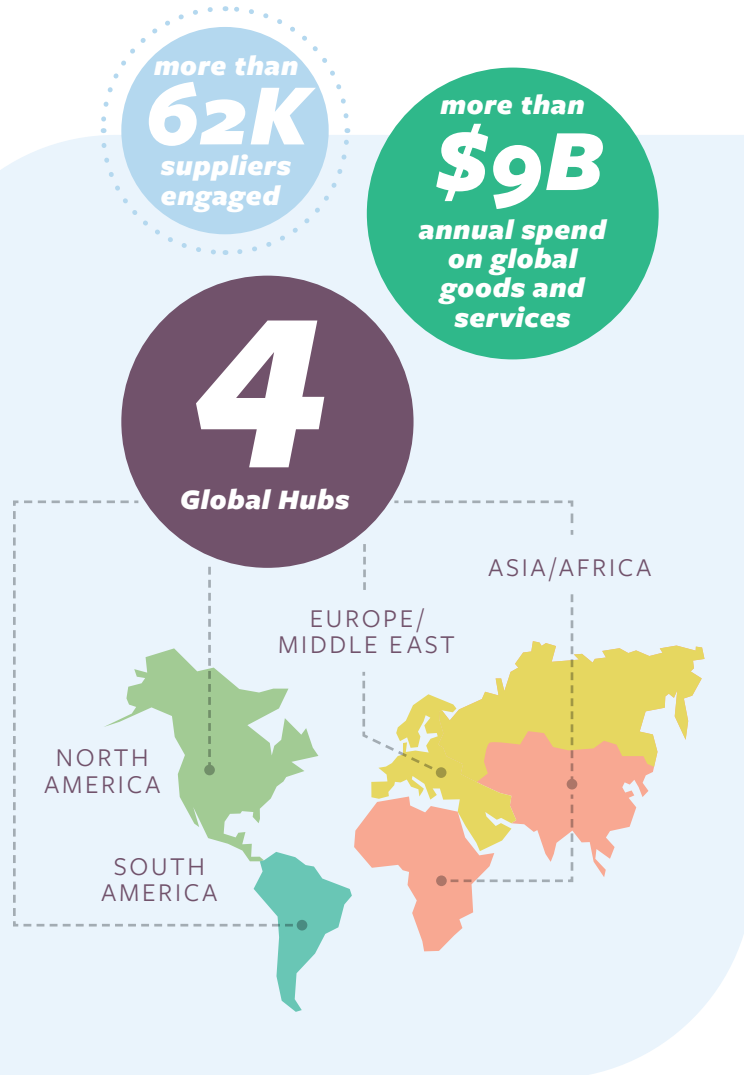 more than
62K
suppliers
engaged
more than
$9B
annual spend
on global
goods and
services
4
Global Hubs
ASIA/AFRICA
EUROPE/
MIDDLE EAST
NORTH
AMERICA
SOUTH
AMERICA